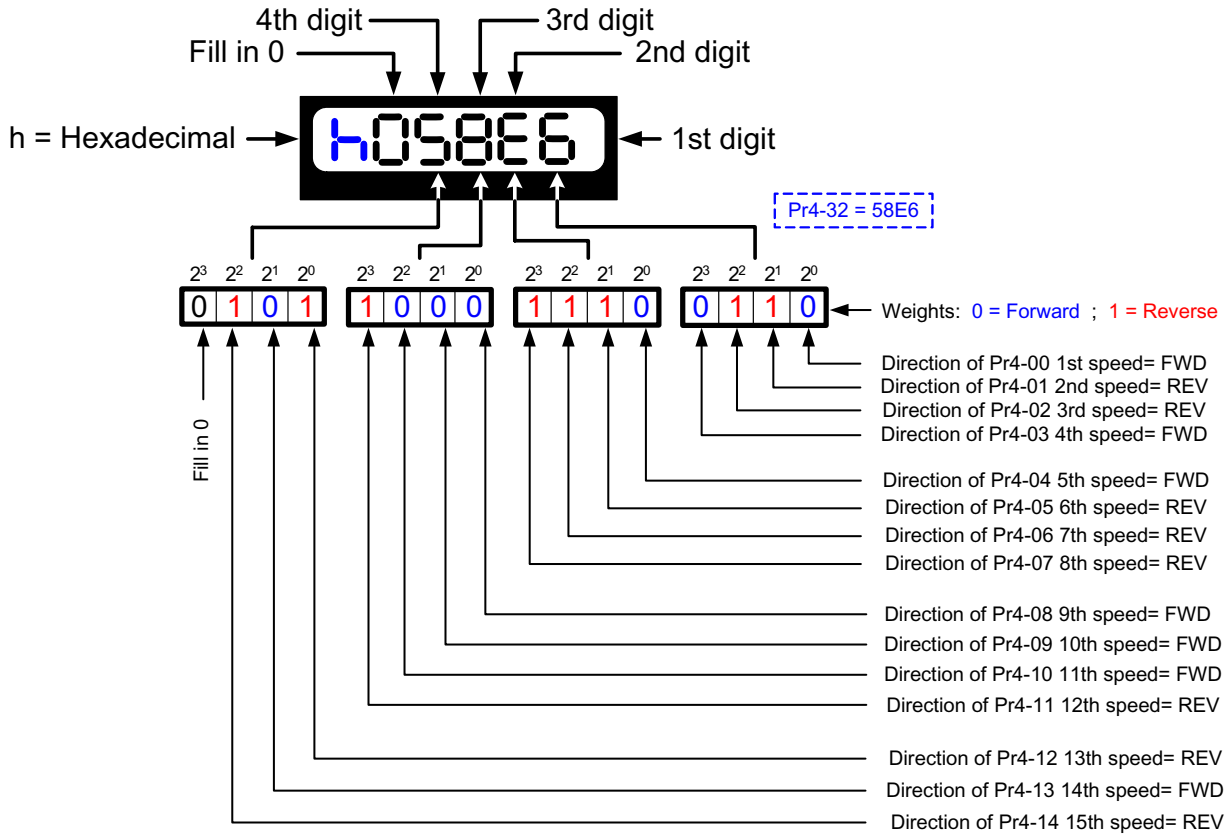 4th digit
3rd digit
Fill in 0
2nd digit
h = Hexadecimal
h058E6
1st digit
Pr4-32 = 58E6
2³ 2² 2¹ 2⁰ 2³ 2² 2¹ 2⁰ 2³ 2² 2¹ 2⁰ 2³ 2² 2¹ 2⁰
0 1 0 1 1 0 0 0 1 1 1 0 0 1 1 0
Weights: 0 = Forward ; 1 = Reverse
Direction of Pr4-00 1st speed= FWD
Direction of Pr4-01 2nd speed= REV
Direction of Pr4-02 3rd speed= REV
Direction of Pr4-03 4th speed= FWD
Fill in 0
Direction of Pr4-04 5th speed= FWD
Direction of Pr4-05 6th speed= REV
Direction of Pr4-06 7th speed= REV
Direction of Pr4-07 8th speed= REV
Direction of Pr4-08 9th speed= FWD
Direction of Pr4-09 10th speed= FWD
Direction of Pr4-10 11th speed= FWD
Direction of Pr4-11 12th speed= REV
Direction of Pr4-12 13th speed= REV
Direction of Pr4-13 14th speed= FWD
Direction of Pr4-14 15th speed= REV